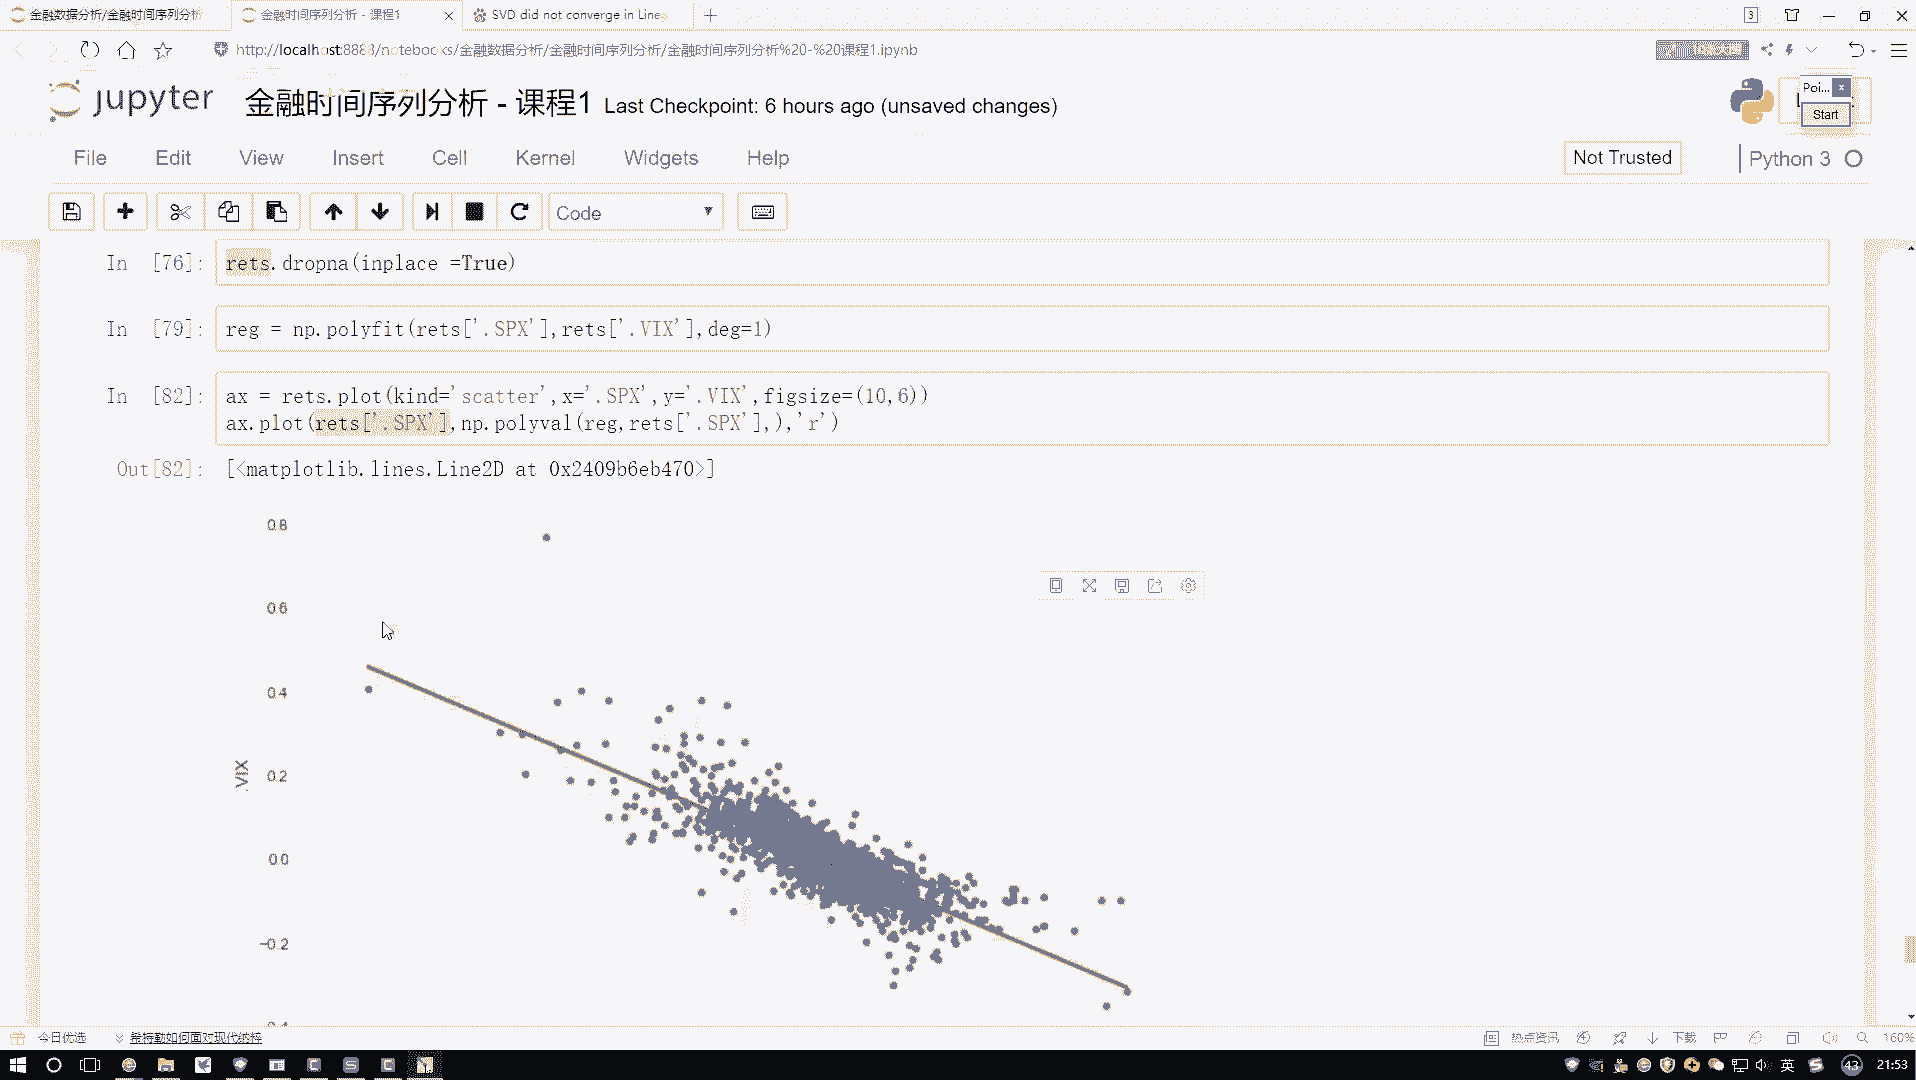 金融数据分析/金融时间序列分析
金融时间序列分析 - 课程1
SVD did not converge in Line
3
http://localhost:8888/notebooks/金融数据分析/金融时间序列分析/金融时间序列分析%20-%20课程1.ipynb
jupyter
金融时间序列分析 - 课程1 Last Checkpoint: 6 hours ago (unsaved changes)
Poi...
Start
File Edit View Insert Cell Kernel Widgets Help
Not Trusted
Python 3
Code
In [76]: rets.dropna(inplace =True)
In [79]: reg = np.polyfit(rets['.SPX'],rets['.VIX'],deg=1)
In [82]: ax = rets.plot(kind='scatter',x='.SPX',y='.VIX',figsize=(10,6))
ax.plot(rets['.SPX'],np.polyval(reg,rets['.SPX'],),'r')
Out[82]: [<matplotlib.lines.Line2D at 0x2409b6eb470>]
0.8
0.6
0.4
0.2
.VIX
0.0
-0.2
今日优选
希特勒如何面对现代纳粹
热点资讯
下载
160%
英
43
21:53